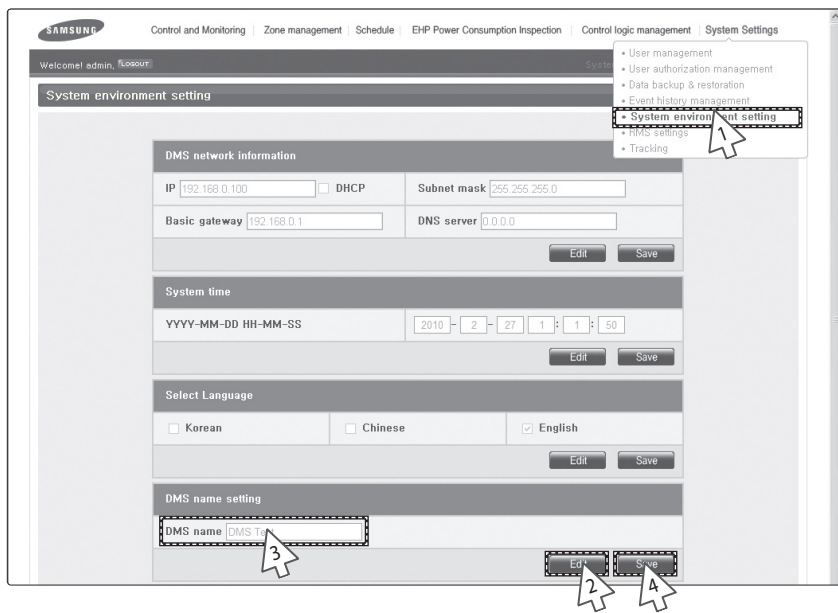 SAMSUNG Control and Monitoring Zone management Schedule EHP Power Consumption Inspection Control logic management System Settings
Welcome! admin, LOGOUT
• User management
• User authorization management
• Data backup & restoration
• Event history management
• System environment setting
• RMS settings
• Tracking
1
System environment setting
DMS network information
IP 192.168.0.100 DHCP Subnet mask 255.255.255.0
Basic gateway 192.168.0.1 DNS server 0.0.0.0
Edit Save
System time
YYYY-MM-DD HH-MM-SS 2010 - 2 - 27 1 : 1 : 50
Edit Save
Select Language
Korean Chinese English
Edit Save
DMS name setting
DMS name DMS Test
3
Edit Save
2 4